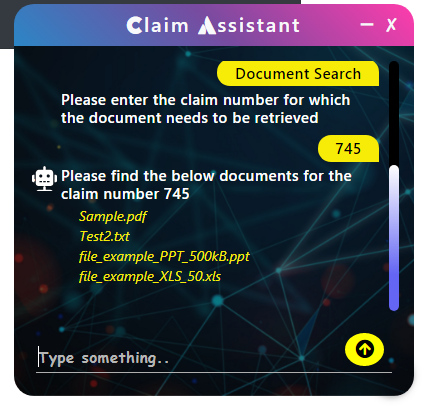 Claim Assistant
– X
Document Search
Please enter the claim number for which
the document needs to be retrieved
745
Please find the below documents for the
claim number 745
Sample.pdf
Test2.txt
file_example_PPT_500kB.ppt
file_example_XLS_50.xls
Type something..